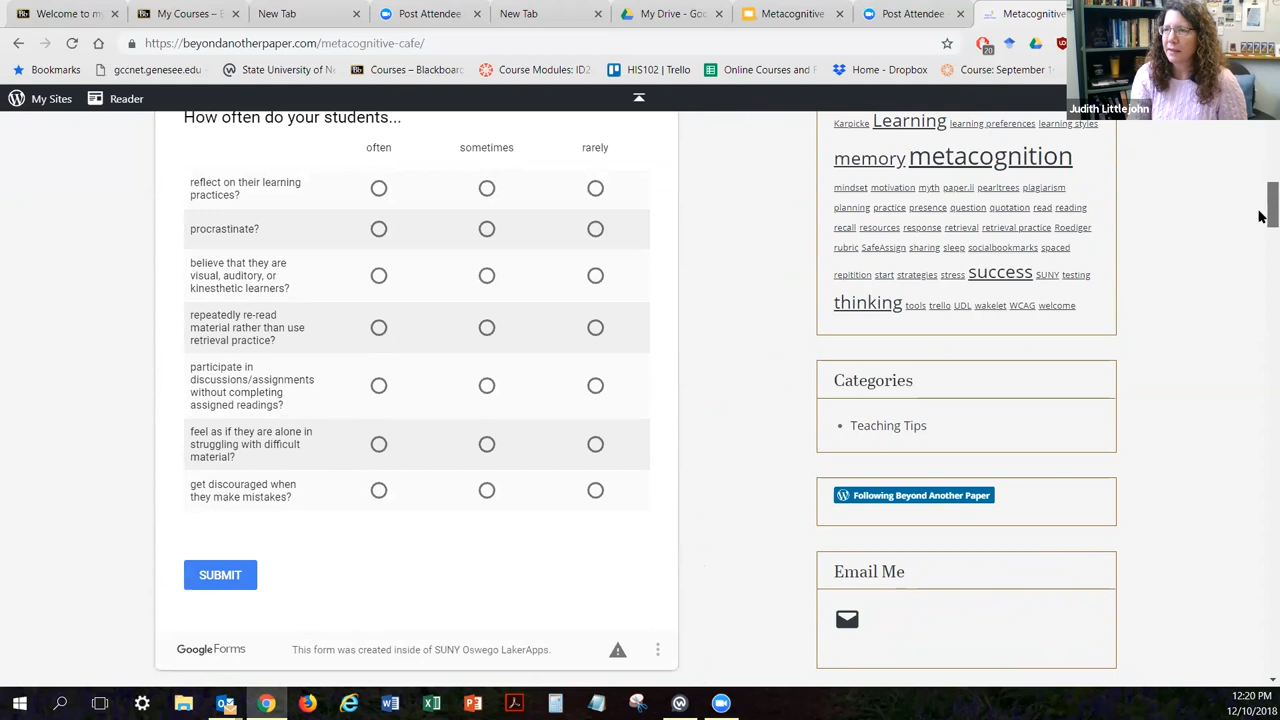 Welcome to my
My Courses – B
New Tab
Post Attendee
New Tab
My Drive - Goo
Metacognitive
Post Attendee
Metacogniti
https://beyondanotherpaper.com/metacognitive-cafe/
20
Bookmarks
gccnet.genesee.edu
State University of Ne
Courses – Blackboard
Course Modules: ID2
HIS102 | Trello
Online Courses and F
Dropbox - Home
Course: September 1
My Sites
Reader
Judith Littlejohn
How often do your students...
often sometimes rarely
reflect on their learning
practices?
procrastinate?
believe that they are
visual, auditory, or
kinesthetic learners?
repeatedly re-read
material rather than use
retrieval practice?
participate in
discussions/assignments
without completing
assigned readings?
feel as if they are alone in
struggling with difficult
material?
get discouraged when
they make mistakes?
SUBMIT
Google Forms
This form was created inside of SUNY Oswego LakerApps.
Karpicke Learning learning preferences learning styles
memory metacognition
mindset motivation myth paper.li pearltrees plagiarism
planning practice presence question quotation read reading
recall resources response retrieval retrieval practice Roediger
rubric SafeAssign sharing sleep socialbookmarks spaced
repitition start strategies stress success SUNY testing
thinking tools trello UDL wakelet WCAG welcome
Categories
Teaching Tips
Following Beyond Another Paper
Email Me
12:20 PM
12/10/2018